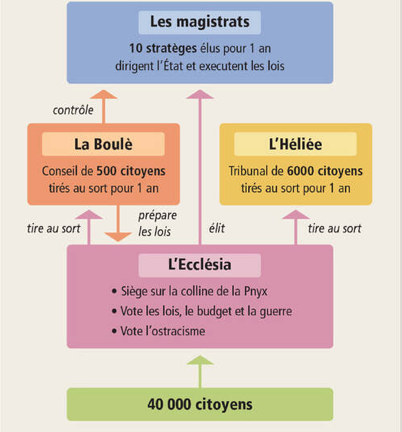 Les magistrats
10 stratèges élus pour 1 an
dirigent l'État et executent les lois
contrôle
La Boulè
Conseil de 500 citoyens
tirés au sort pour 1 an
L'Héliée
Tribunal de 6000 citoyens
tirés au sort pour 1 an
tire au sort
prépare
les lois
élit
tire au sort
L'Ecclésia
• Siège sur la colline de la Pnyx
• Vote les lois, le budget et la guerre
• Vote l'ostracisme
40 000 citoyens